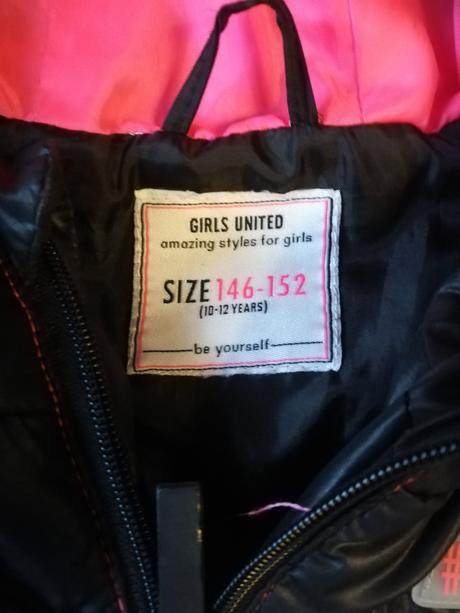 GIRLS UNITED
amazing styles for girls
SIZE 146-152
(10-12 YEARS)
be yourself